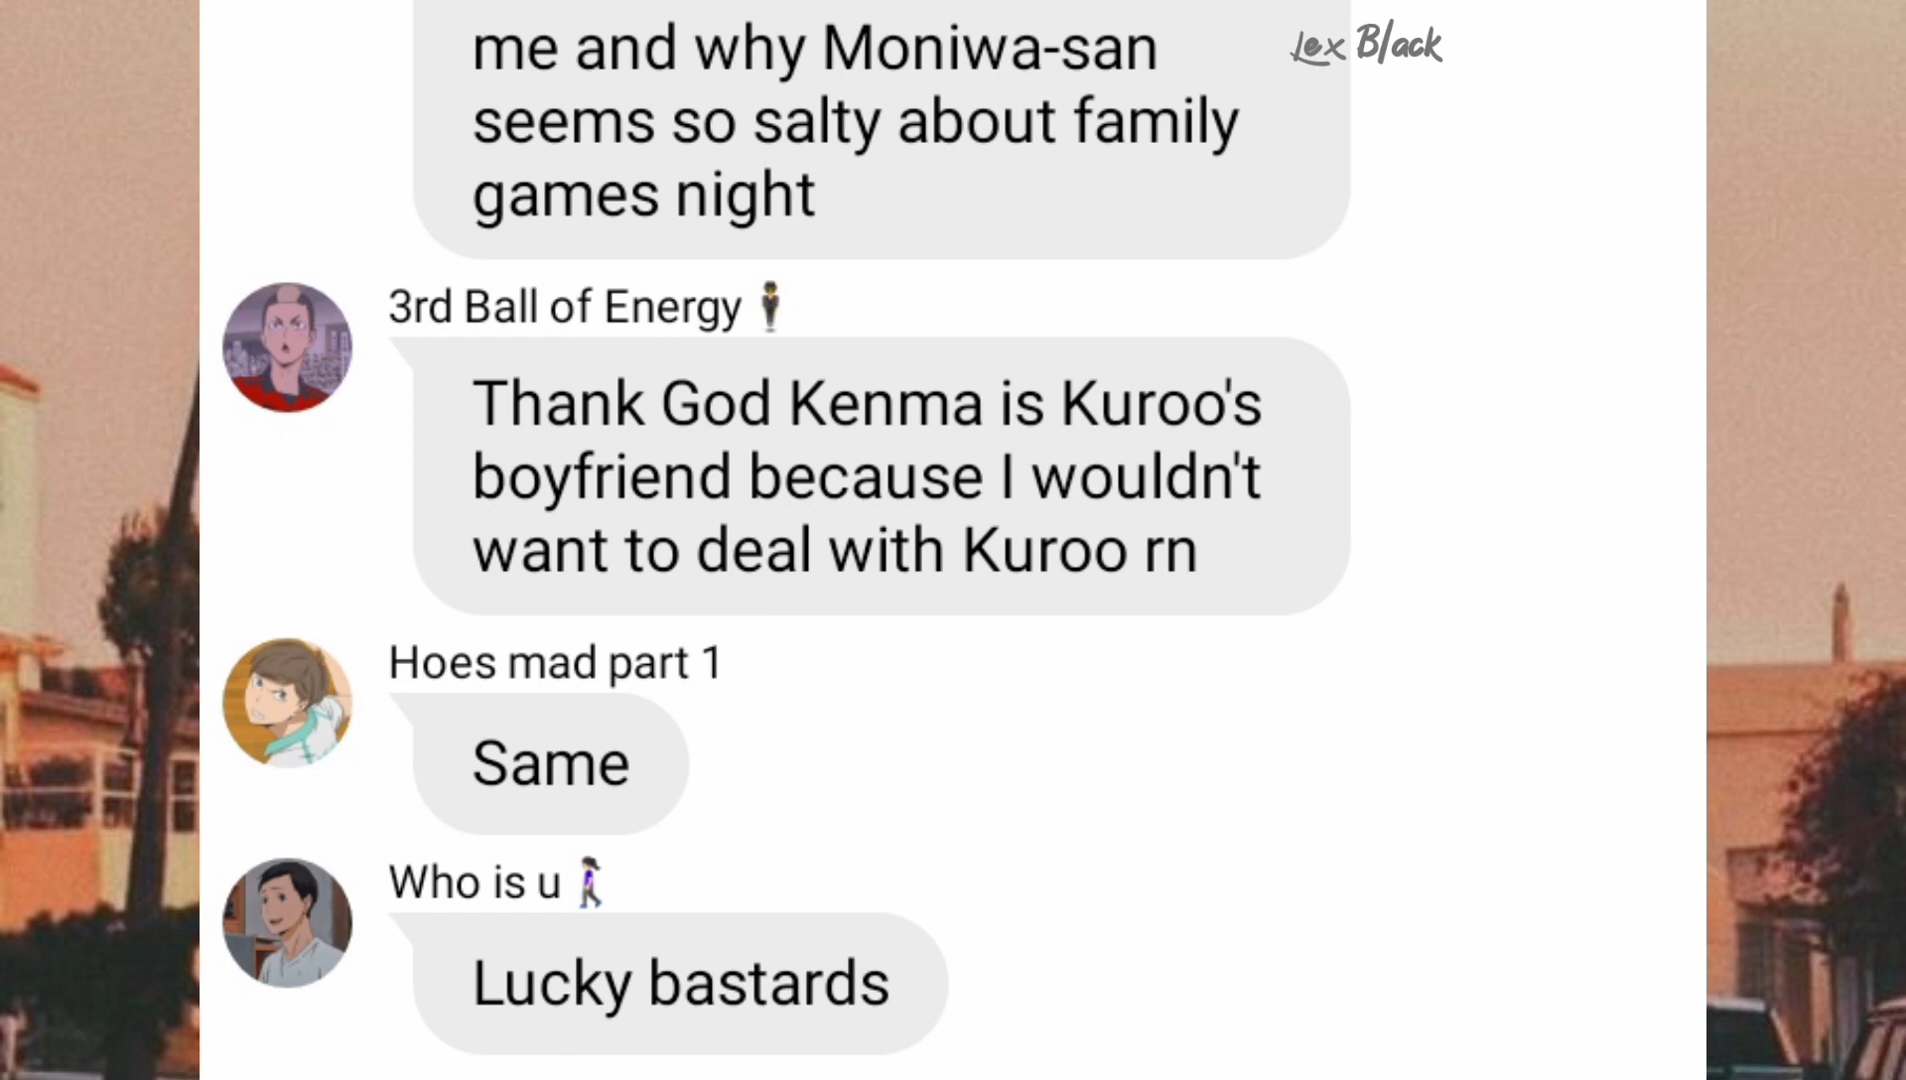 me and why Moniwa-san
Lex Black
seems so salty about family
games night
3rd Ball of Energy
Thank God Kenma is Kuroo's
boyfriend because I wouldn't
want to deal with Kuroo rn
Hoes mad part 1
Same
Who is u
Lucky bastards